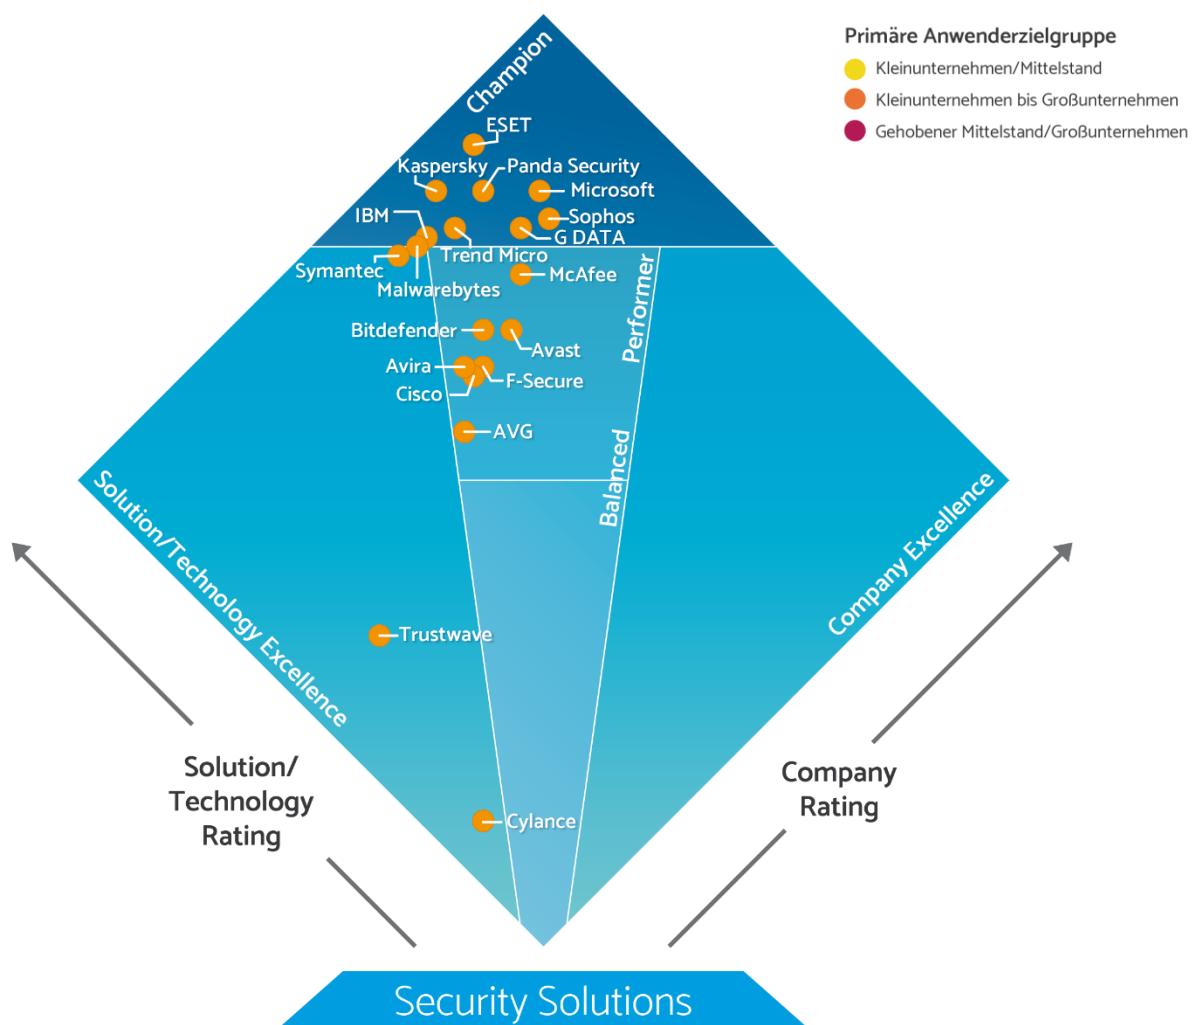 Primäre Anwenderzielgruppe
Kleinunternehmen/Mittelstand
Kleinunternehmen bis Großunternehmen
Gehobener Mittelstand/Großunternehmen
Champion
ESET
Kaspersky
Panda Security
Microsoft
IBM
Sophos
G DATA
Trend Micro
Symantec
Malwarebytes
McAfee
Performer
Bitdefender
Avast
Avira
F-Secure
Cisco
AVG
Balanced
Solution/Technology Excellence
Company Excellence
Trustwave
Solution/
Technology
Rating
Company
Rating
Cylance
Security Solutions